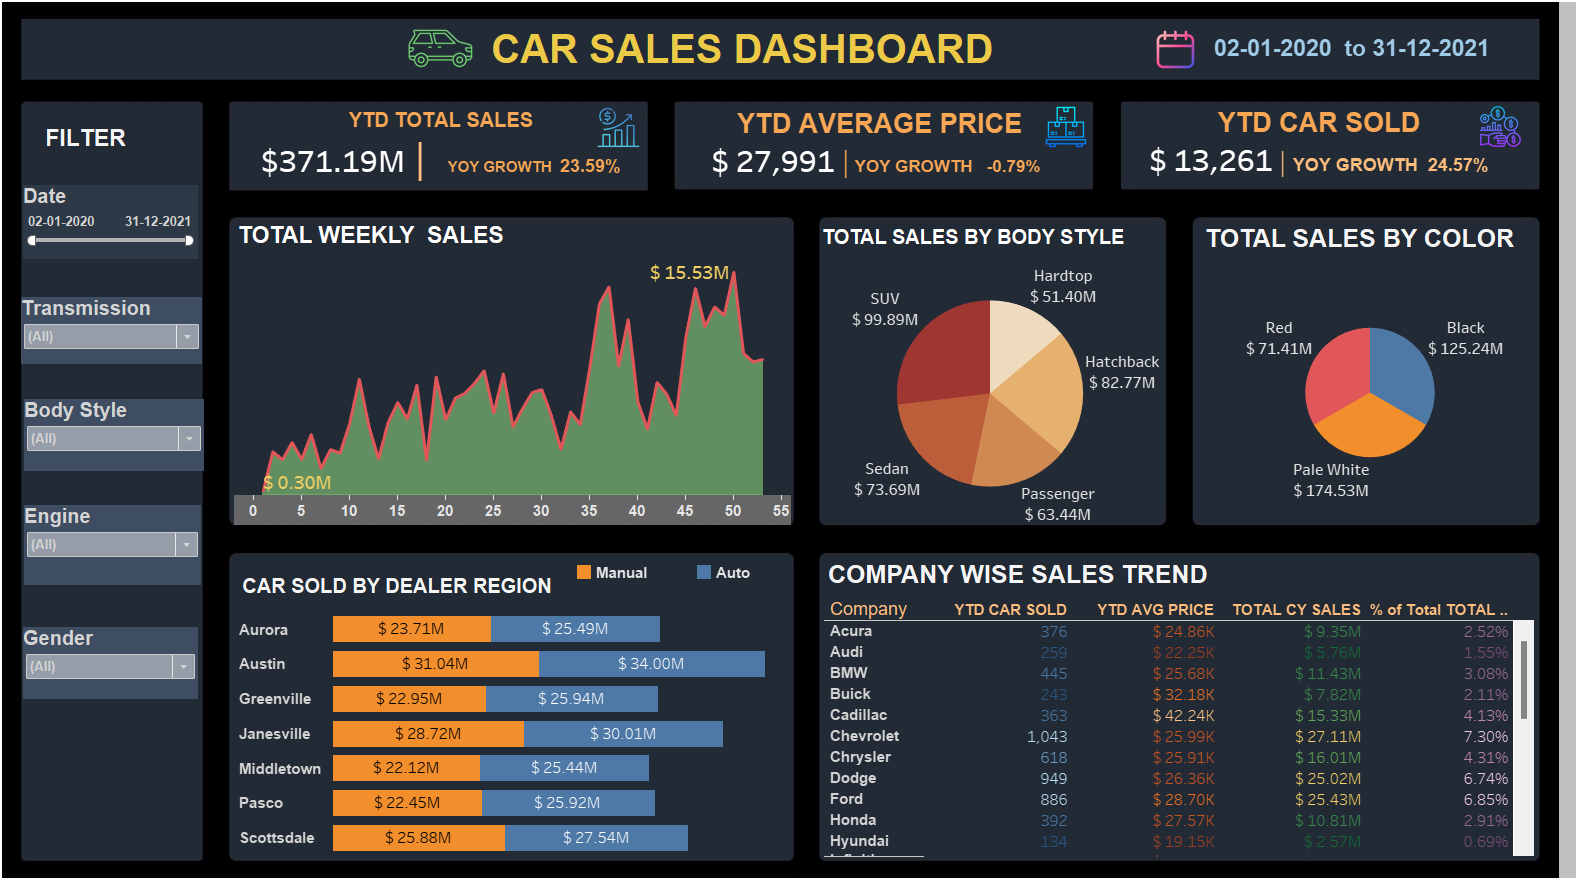 CAR SALES DASHBOARD
02-01-2020 to 31-12-2021
FILTER
Date
02-01-2020 31-12-2021
Transmission
(All)
Body Style
(All)
Engine
(All)
Gender
(All)
YTD TOTAL SALES
$371.19M | YOY GROWTH 23.59%
YTD AVERAGE PRICE
$ 27,991 | YOY GROWTH -0.79%
YTD CAR SOLD
$ 13,261 | YOY GROWTH 24.57%
TOTAL WEEKLY SALES
$ 15.53M
$ 0.30M
0 5 10 15 20 25 30 35 40 45 50 55
TOTAL SALES BY BODY STYLE
Hardtop
$ 51.40M
SUV
$ 99.89M
Hatchback
$ 82.77M
Sedan
$ 73.69M
Passenger
$ 63.44M
TOTAL SALES BY COLOR
Red
$ 71.41M
Black
$ 125.24M
Pale White
$ 174.53M
CAR SOLD BY DEALER REGION
Manual Auto
Aurora $ 23.71M $ 25.49M
Austin $ 31.04M $ 34.00M
Greenville $ 22.95M $ 25.94M
Janesville $ 28.72M $ 30.01M
Middletown $ 22.12M $ 25.44M
Pasco $ 22.45M $ 25.92M
Scottsdale $ 25.88M $ 27.54M
COMPANY WISE SALES TREND
Company YTD CAR SOLD YTD AVG PRICE TOTAL CY SALES % of Total TOTAL ..
Acura 376 $ 24.86K $ 9.35M 2.52%
Audi 259 $ 22.25K $ 5.76M 1.55%
BMW 445 $ 25.68K $ 11.43M 3.08%
Buick 243 $ 32.18K $ 7.82M 2.11%
Cadillac 363 $ 42.24K $ 15.33M 4.13%
Chevrolet 1,043 $ 25.99K $ 27.11M 7.30%
Chrysler 618 $ 25.91K $ 16.01M 4.31%
Dodge 949 $ 26.36K $ 25.02M 6.74%
Ford 886 $ 28.70K $ 25.43M 6.85%
Honda 392 $ 27.57K $ 10.81M 2.91%
Hyundai 134 $ 19.15K $ 2.57M 0.69%